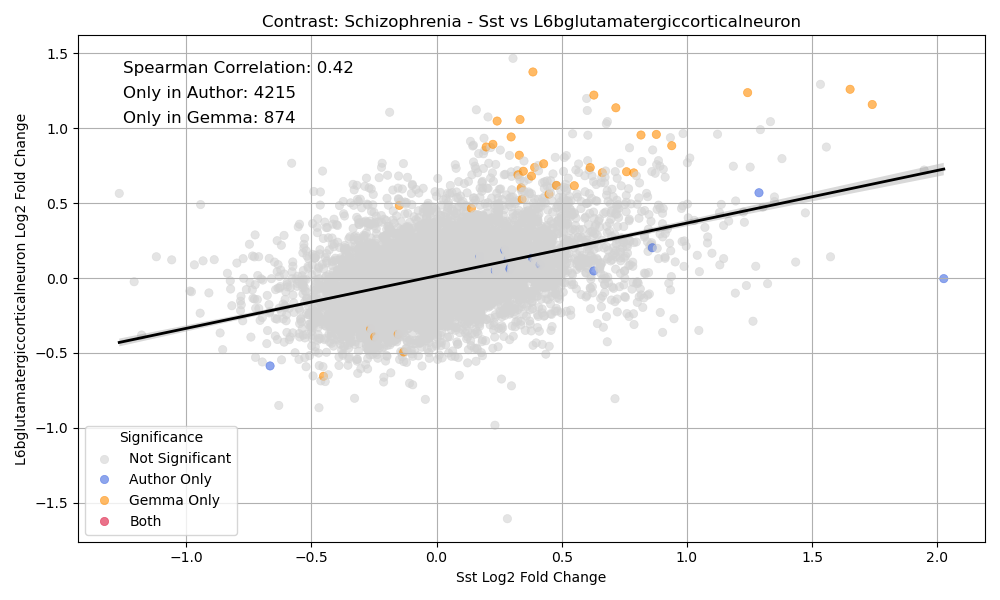 Contrast: Schizophrenia - Sst vs L6bglutamatergiccorticalneuron
Spearman Correlation: 0.42
Only in Author: 4215
Only in Gemma: 874
L6bglutamatergiccorticalneuron Log2 Fold Change
1.5
1.0
0.5
0.0
−0.5
−1.0
−1.5
Significance
Not Significant
Author Only
Gemma Only
Both
−1.0
−0.5
0.0
0.5
1.0
1.5
2.0
Sst Log2 Fold Change